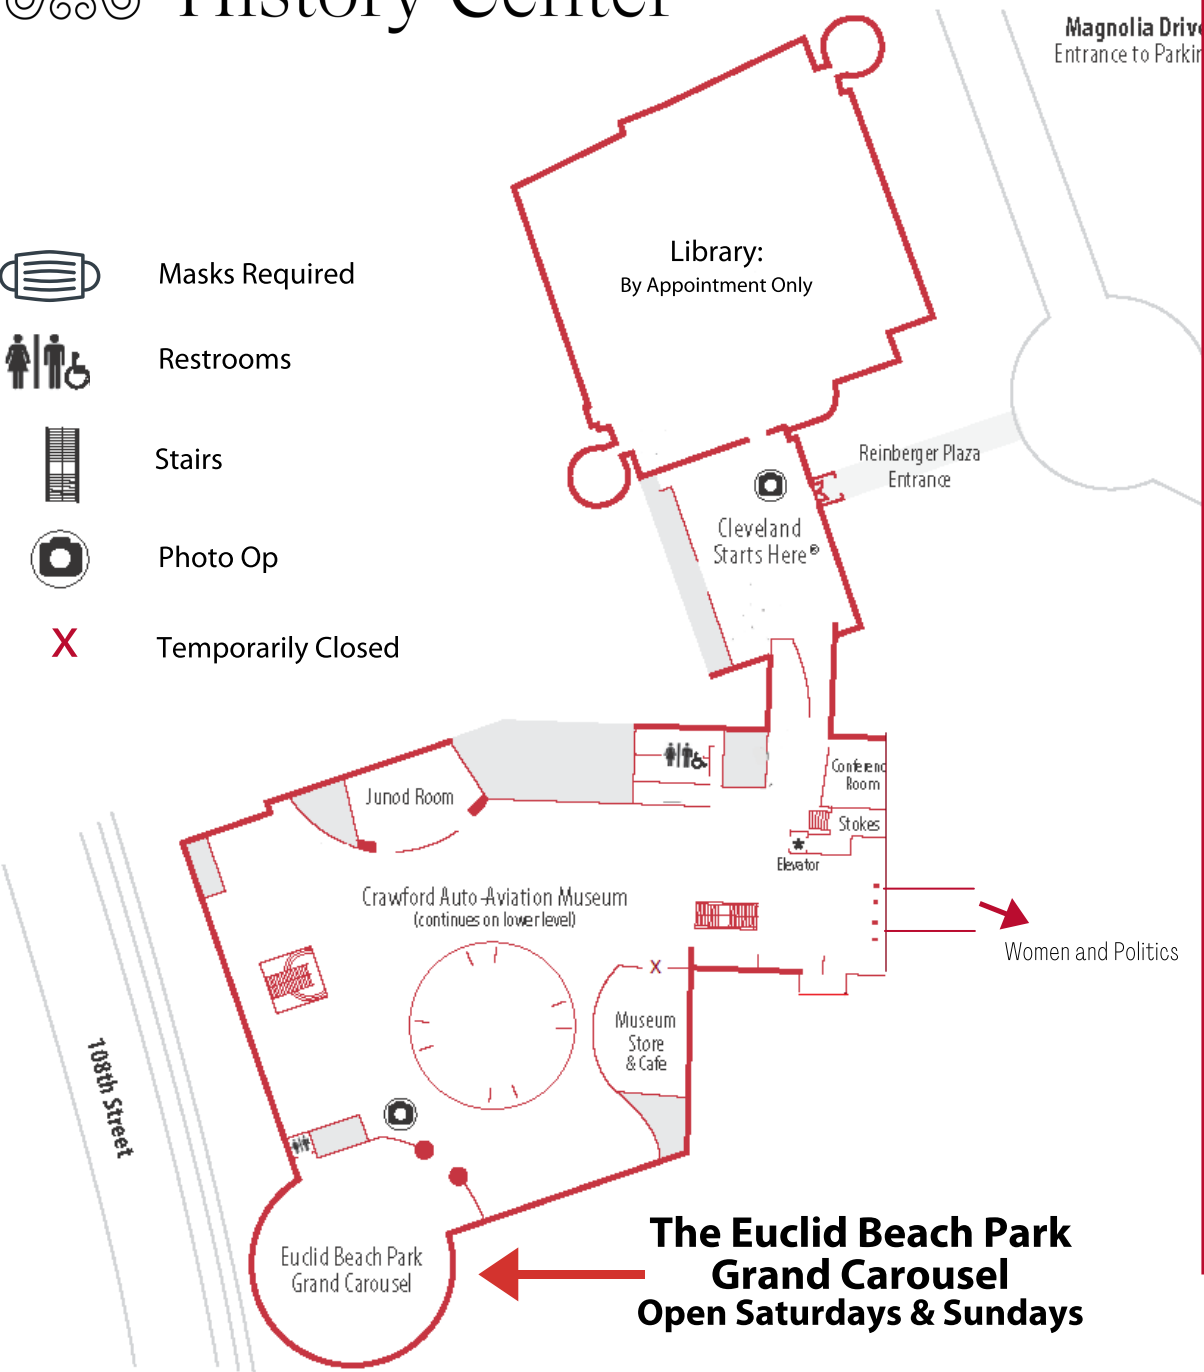 History Center
Magnolia Drive
Entrance to Parkin
Masks Required
Restrooms
Stairs
Photo Op
X
Temporarily Closed
Library:
By Appointment Only
Reinberger Plaza
Entrance
Cleveland
Starts Here®
Conferenc
Room
Stokes
Elevator
Junod Room
Crawford Auto-Aviation Museum
(continues on lower level)
X
Women and Politics
Museum
Store
& Cafe
108th Street
Euclid Beach Park
Grand Carousel
The Euclid Beach Park
Grand Carousel
Open Saturdays & Sundays